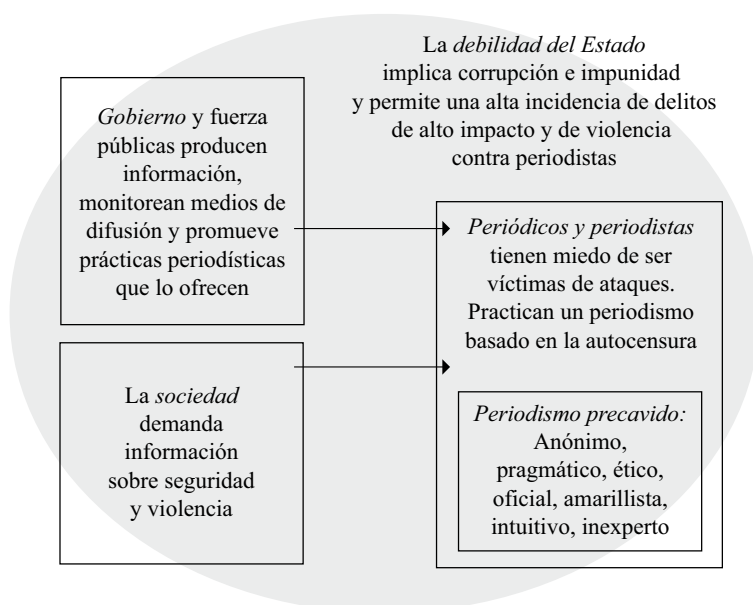 La debilidad del Estado
implica corrupción e impunidad
y permite una alta incidencia de delitos
de alto impacto y de violencia
contra periodistas
Gobierno y fuerza
públicas producen
información,
monitorean medios de
difusión y promueve
prácticas periodísticas
que lo ofrecen
Periódicos y periodistas
tienen miedo de ser
víctimas de ataques.
Practican un periodismo
basado en la autocensura
La sociedad
demanda
información
sobre seguridad
y violencia
Periodismo precavido:
Anónimo,
pragmático, ético,
oficial, amarillista,
intuitivo, inexperto